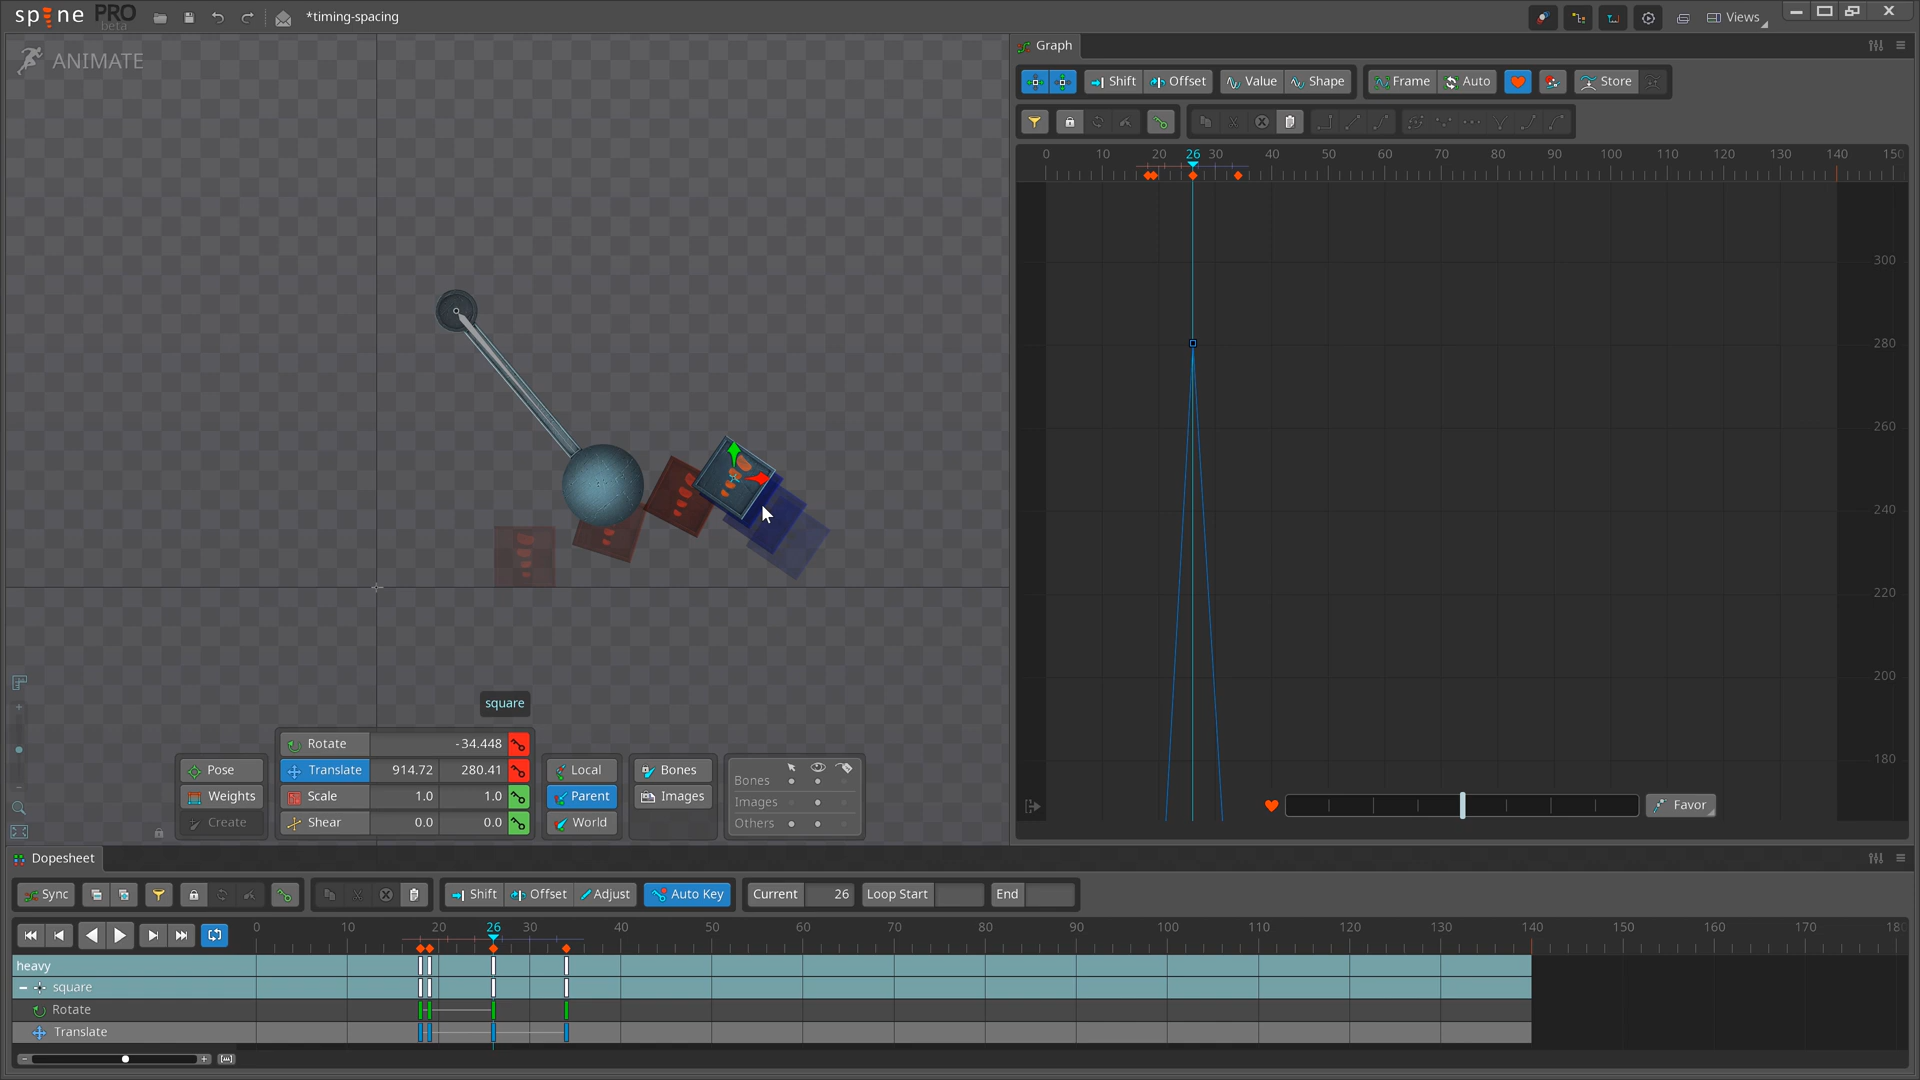 spine PRO beta
*timing-spacing
Views
ANIMATE
Graph
Shift Offset Value Shape Frame Auto Store
0 10 20 26 30 40 50 60 70 80 90 100 110 120 130 140 150
300
280
260
240
220
200
180
Favor
square
Rotate -34.448
Translate 914.72 280.41
Scale 1.0 1.0
Shear 0.0 0.0
Pose
Weights
Create
Local
Parent
World
Bones
Images
Bones
Images
Others
Dopesheet
Sync Shift Offset Adjust Auto Key Current 26 Loop Start End
0 10 20 26 30 40 50 60 70 80 90 100 110 120 130 140 150 160 170 180
heavy
square
Rotate
Translate